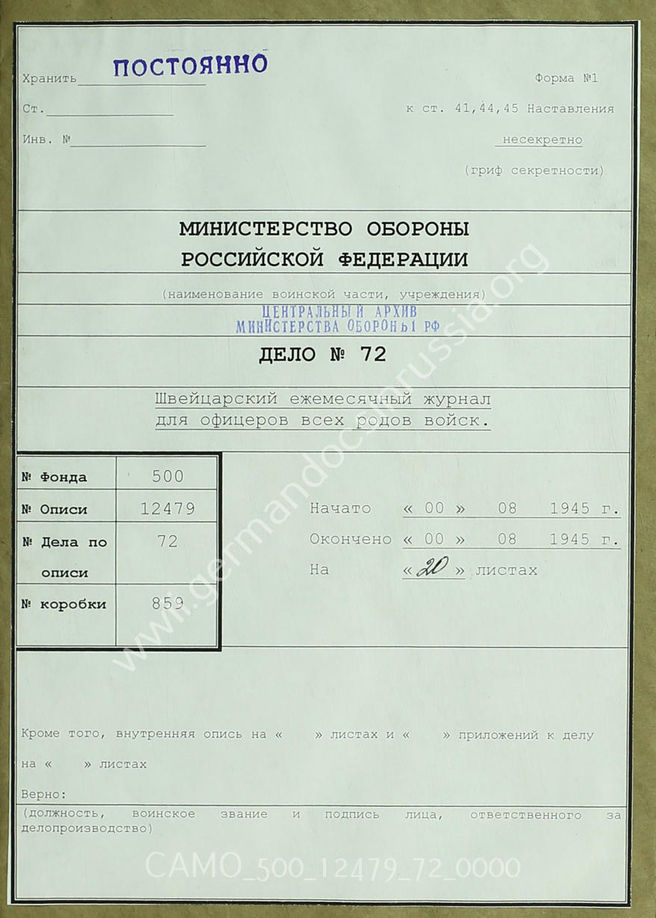 Хранить ПОСТОЯННО
Форма №1
Ст.
к ст. 41,44,45 Наставления
Инв. №
несекретно
(гриф секретности)
МИНИСТЕРСТВО ОБОРОНЫ
РОССИЙСКОЙ ФЕДЕРАЦИИ
(наименование воинской части, учреждения)
ЦЕНТРАЛЬНЫЙ АРХИВ
МИНИСТЕРСТВА ОБОРОНЫ РФ
ДЕЛО № 72
Швейцарский ежемесячный журнал
для офицеров всех родов войск.
№ Фонда 500
№ Описи 12479
№ Дела по описи 72
№ коробки 859
Начато « 00 » 08 1945 г.
Окончено « 00 » 08 1945 г.
На « 20 » листах
Кроме того, внутренняя опись на « » листах и « » приложений к делу
на « » листах
Верно:
(должность, воинское звание и подпись лица, ответственного за
делопроизводство)
CAMO_500_12479_72_0000
www.germandocsinrussia.org